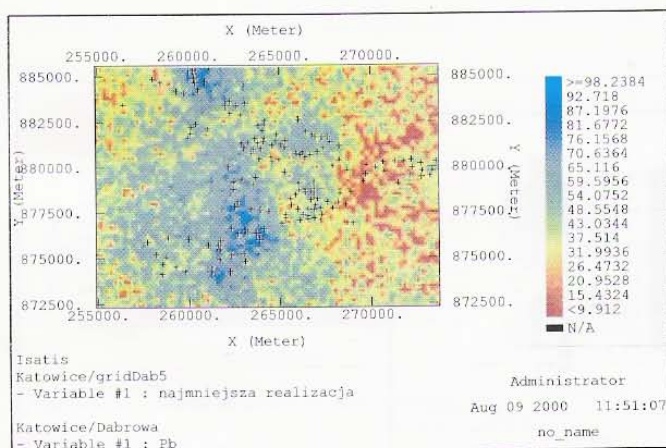 X (Meter)
255000. 260000. 265000. 270000.
885000. 885000.
882500. 882500.
880000. 880000.
877500. 877500.
875000. 875000.
872500. 872500.
Y (Meter)
Y (Meter)
255000. 260000. 265000. 270000.
X (Meter)
>=98.2384
92.718
87.1976
81.6772
76.1568
70.6364
65.116
59.5956
54.0752
48.5548
43.0344
37.514
31.9936
26.4732
20.9528
15.4324
<9.912
N/A
Isatis
Katowice/gridDab5
- Variable #1 : najmniejsza realizacja
Katowice/Dabrowa
- Variable #1 : Pb
Administrator
Aug 09 2000 11:51:07
no_name